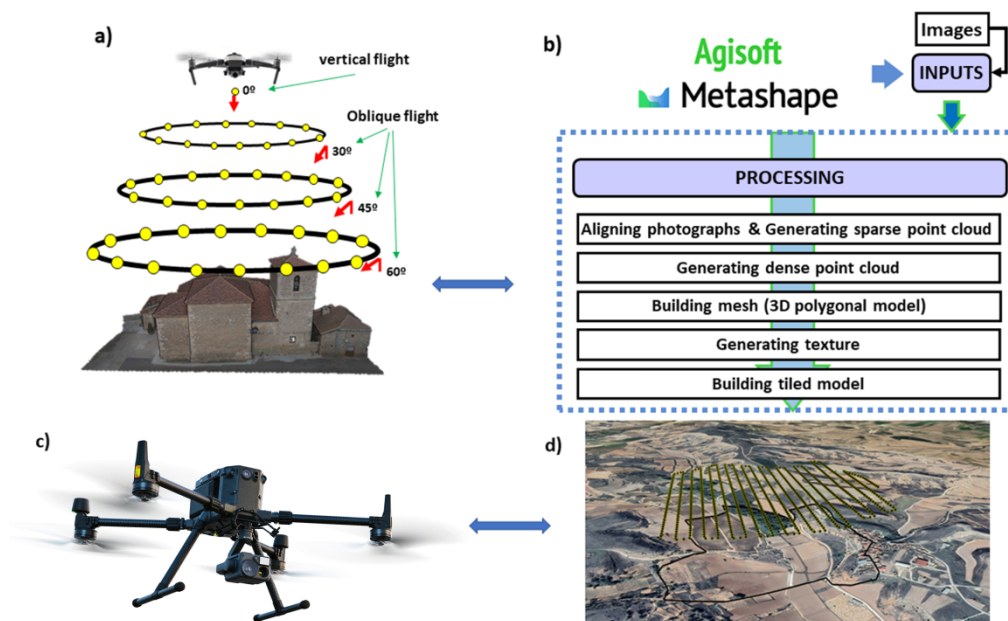 a)
vertical flight
0º
Oblique flight
30º
45º
60º
b)
Agisoft
Metashape
Images
INPUTS
PROCESSING
Aligning photographs & Generating sparse point cloud
Generating dense point cloud
Building mesh (3D polygonal model)
Generating texture
Building tiled model
c)
d)